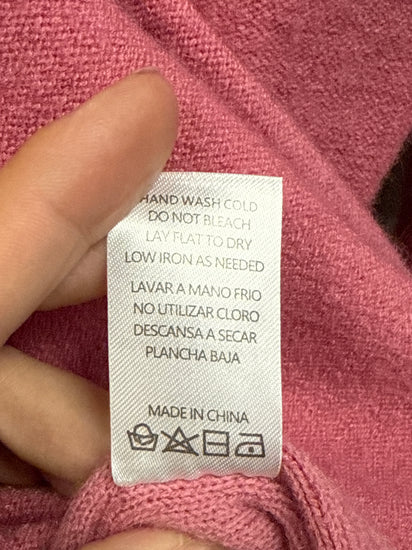 HAND WASH COLD
DO NOT BLEACH
LAY FLAT TO DRY
LOW IRON AS NEEDED
LAVAR A MANO FRIO
NO UTILIZAR CLORO
DESCANSA A SECAR
PLANCHA BAJA
MADE IN CHINA